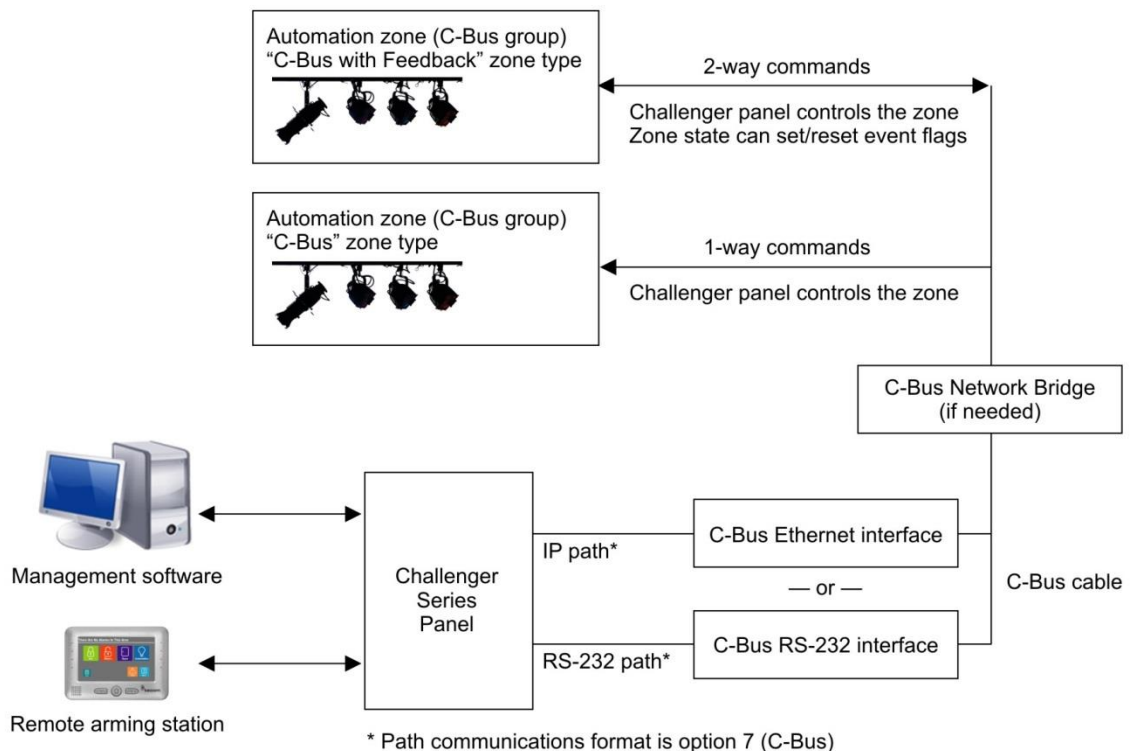 Automation zone (C-Bus group)
“C-Bus with Feedback” zone type
2-way commands
Challenger panel controls the zone
Zone state can set/reset event flags
Automation zone (C-Bus group)
“C-Bus” zone type
1-way commands
Challenger panel controls the zone
C-Bus Network Bridge
(if needed)
Management software
Remote arming station
Challenger
Series
Panel
IP path*
RS-232 path*
C-Bus Ethernet interface
— or —
C-Bus RS-232 interface
C-Bus cable
* Path communications format is option 7 (C-Bus)